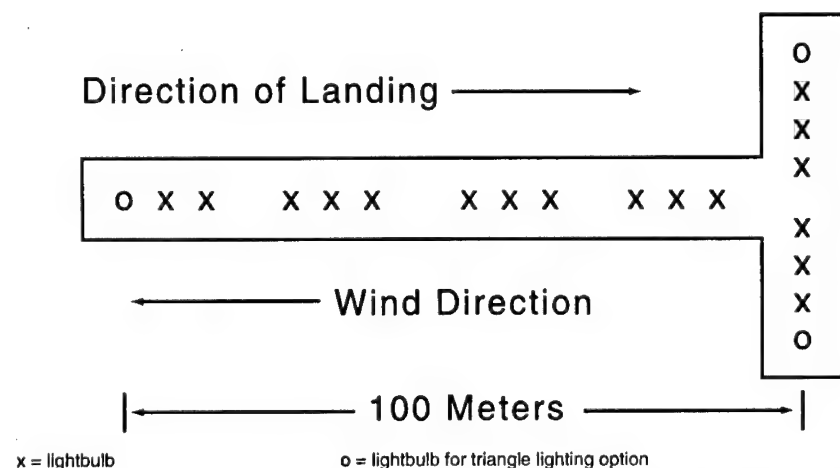 o
x
Direction of Landing
x
x
o x x x x x x x x x x x
x
x
x
Wind Direction
o
100 Meters
x = lightbulb o = lightbulb for triangle lighting option